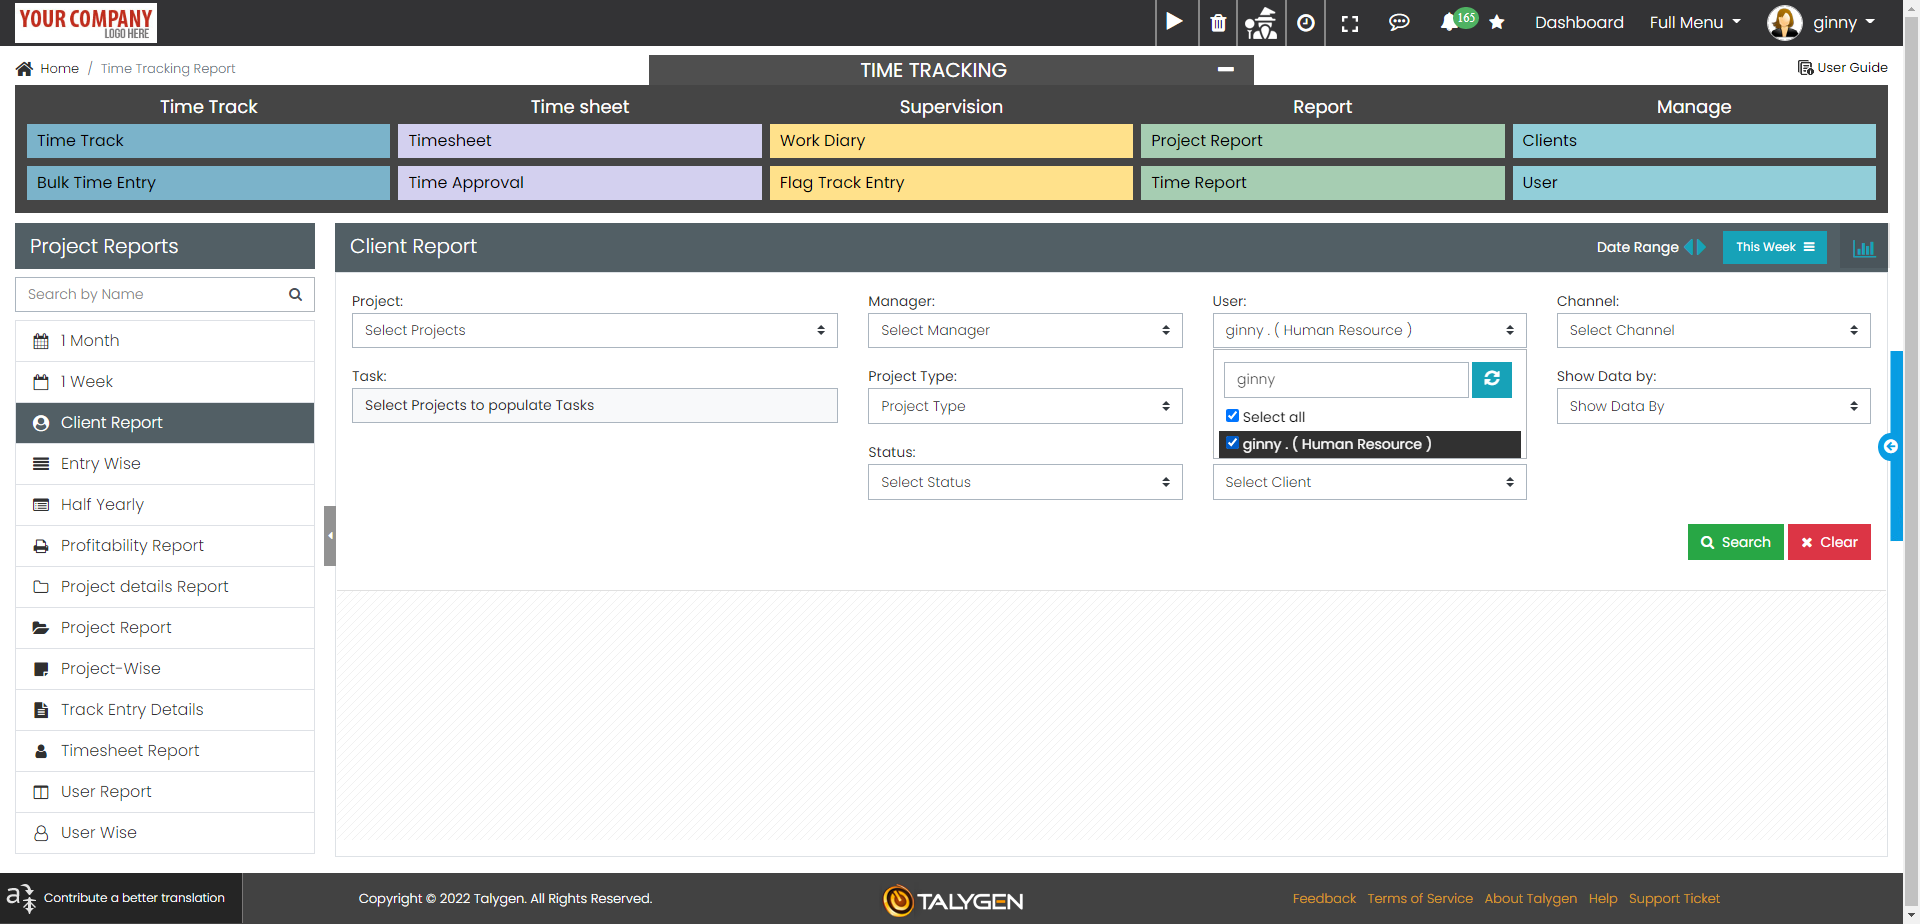 YOUR COMPANY
LOGO HERE
165
Dashboard
Full Menu
ginny
Home / Time Tracking Report
TIME TRACKING
User Guide
Time Track
Time sheet
Supervision
Report
Manage
Time Track
Timesheet
Work Diary
Project Report
Clients
Bulk Time Entry
Time Approval
Flag Track Entry
Time Report
User
Project Reports
Search by Name
1 Month
1 Week
Client Report
Entry Wise
Half Yearly
Profitability Report
Project details Report
Project Report
Project-Wise
Track Entry Details
Timesheet Report
User Report
User Wise
Client Report
Date Range
This Week
Project:
Manager:
User:
Channel:
Select Projects
Select Manager
ginny . ( Human Resource )
Select Channel
ginny
Select all
ginny . ( Human Resource )
Task:
Project Type:
Show Data by:
Select Projects to populate Tasks
Project Type
Show Data By
Status:
Select Status
Select Client
Search
Clear
Contribute a better translation
Copyright © 2022 Talygen. All Rights Reserved.
TALYGEN
Feedback
Terms of Service
About Talygen
Help
Support Ticket